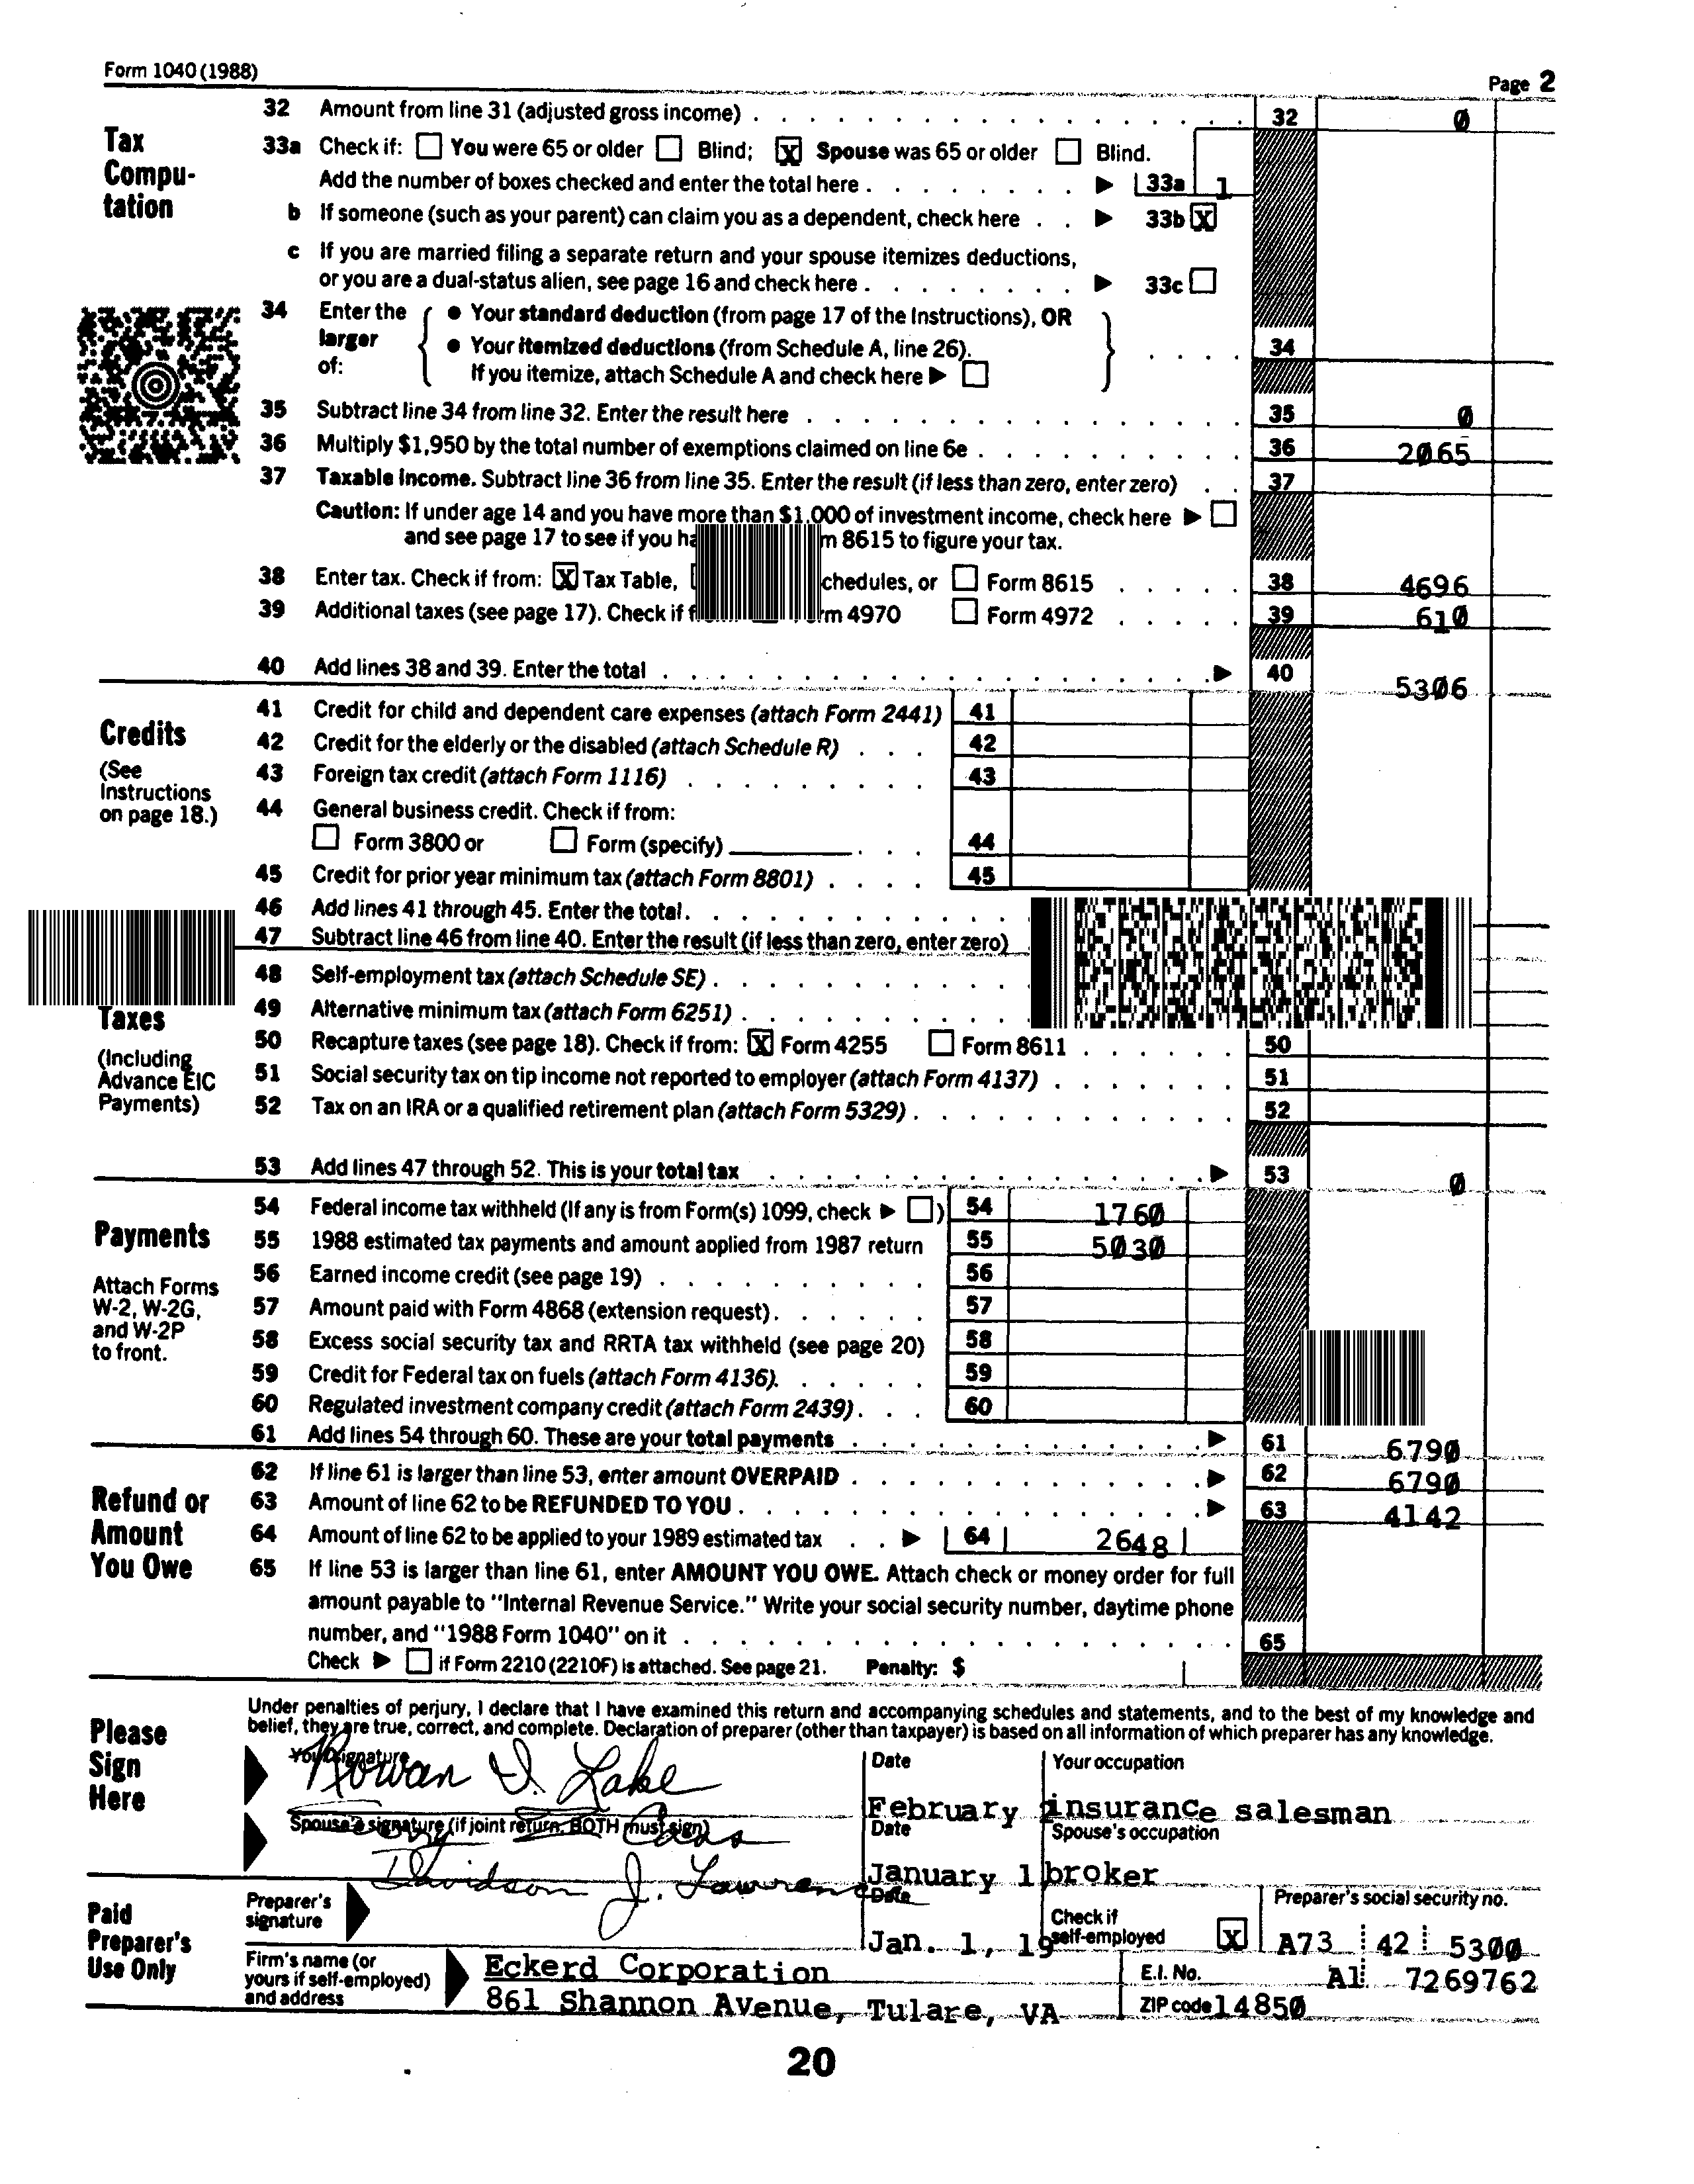 Form 1040 (1988)
Page 2
Tax Compu-tation
32 Amount from line 31 (adjusted gross income) . . . 32 0
33a Check if: You were 65 or older Blind; X Spouse was 65 or older Blind.
Add the number of boxes checked and enter the total here . . . 33a 1
b If someone (such as your parent) can claim you as a dependent, check here . . 33b X
c If you are married filing a separate return and your spouse itemizes deductions,
or you are a dual-status alien, see page 16 and check here . . . 33c
34 Enter the larger of:
• Your standard deduction (from page 17 of the Instructions), OR
• Your itemized deductions (from Schedule A, line 26).
If you itemize, attach Schedule A and check here
34
35 Subtract line 34 from line 32. Enter the result here . . . 35 0
36 Multiply $1,950 by the total number of exemptions claimed on line 6e . . . 36 2065
37 Taxable income. Subtract line 36 from line 35. Enter the result (if less than zero, enter zero) . . 37
Caution: If under age 14 and you have more than $1,000 of investment income, check here
and see page 17 to see if you ha m 8615 to figure your tax.
38 Enter tax. Check if from: X Tax Table, chedules, or Form 8615 . . . 38 4696
39 Additional taxes (see page 17). Check if f rm 4970 Form 4972 . . . 39 610
40 Add lines 38 and 39. Enter the total . . . 40 5306
Credits
(See Instructions on page 18.)
41 Credit for child and dependent care expenses (attach Form 2441) 41
42 Credit for the elderly or the disabled (attach Schedule R) . . . 42
43 Foreign tax credit (attach Form 1116) . . . 43
44 General business credit. Check if from:
Form 3800 or Form (specify) . . . 44
45 Credit for prior year minimum tax (attach Form 8801) . . . 45
46 Add lines 41 through 45. Enter the total. . . .
47 Subtract line 46 from line 40. Enter the result (if less than zero, enter zero)
Taxes
(Including Advance EIC Payments)
48 Self-employment tax (attach Schedule SE) . . .
49 Alternative minimum tax (attach Form 6251) . . .
50 Recapture taxes (see page 18). Check if from: X Form 4255 Form 8611 . . . 50
51 Social security tax on tip income not reported to employer (attach Form 4137) . . . 51
52 Tax on an IRA or a qualified retirement plan (attach Form 5329) . . . 52
53 Add lines 47 through 52. This is your total tax . . . 53 0
Payments
Attach Forms W-2, W-2G, and W-2P to front.
54 Federal income tax withheld (If any is from Form(s) 1099, check ) 54 1760
55 1988 estimated tax payments and amount applied from 1987 return 55 5030
56 Earned income credit (see page 19) . . . 56
57 Amount paid with Form 4868 (extension request) . . . 57
58 Excess social security tax and RRTA tax withheld (see page 20) 58
59 Credit for Federal tax on fuels (attach Form 4136). . . . 59
60 Regulated investment company credit (attach Form 2439) . . . 60
61 Add lines 54 through 60. These are your total payments . . . 61 6790
Refund or Amount You Owe
62 If line 61 is larger than line 53, enter amount OVERPAID . . . 62 6790
63 Amount of line 62 to be REFUNDED TO YOU . . . 63 4142
64 Amount of line 62 to be applied to your 1989 estimated tax . . 64 2648
65 If line 53 is larger than line 61, enter AMOUNT YOU OWE. Attach check or money order for full
amount payable to "Internal Revenue Service." Write your social security number, daytime phone
number, and "1988 Form 1040" on it . . . 65
Check if Form 2210 (2210F) is attached. See page 21. Penalty: $
Please Sign Here
Under penalties of perjury, I declare that I have examined this return and accompanying schedules and statements, and to the best of my knowledge and
belief, they are true, correct, and complete. Declaration of preparer (other than taxpayer) is based on all information of which preparer has any knowledge.
Your signature Date Your occupation
Rowan D. Lake February insurance salesman
Spouse's signature (if joint return, BOTH must sign) Date Spouse's occupation
January 1 broker
Paid Preparer's Use Only
Preparer's signature Davidson J. Lawrence
Date Jan. 1, 19
Check if self-employed X
Preparer's social security no.
A73 42 5300
Firm's name (or yours if self-employed) and address
Eckerd Corporation
861 Shannon Avenue, Tulare, VA
E.I. No. Al 7269762
ZIP code 14850
20